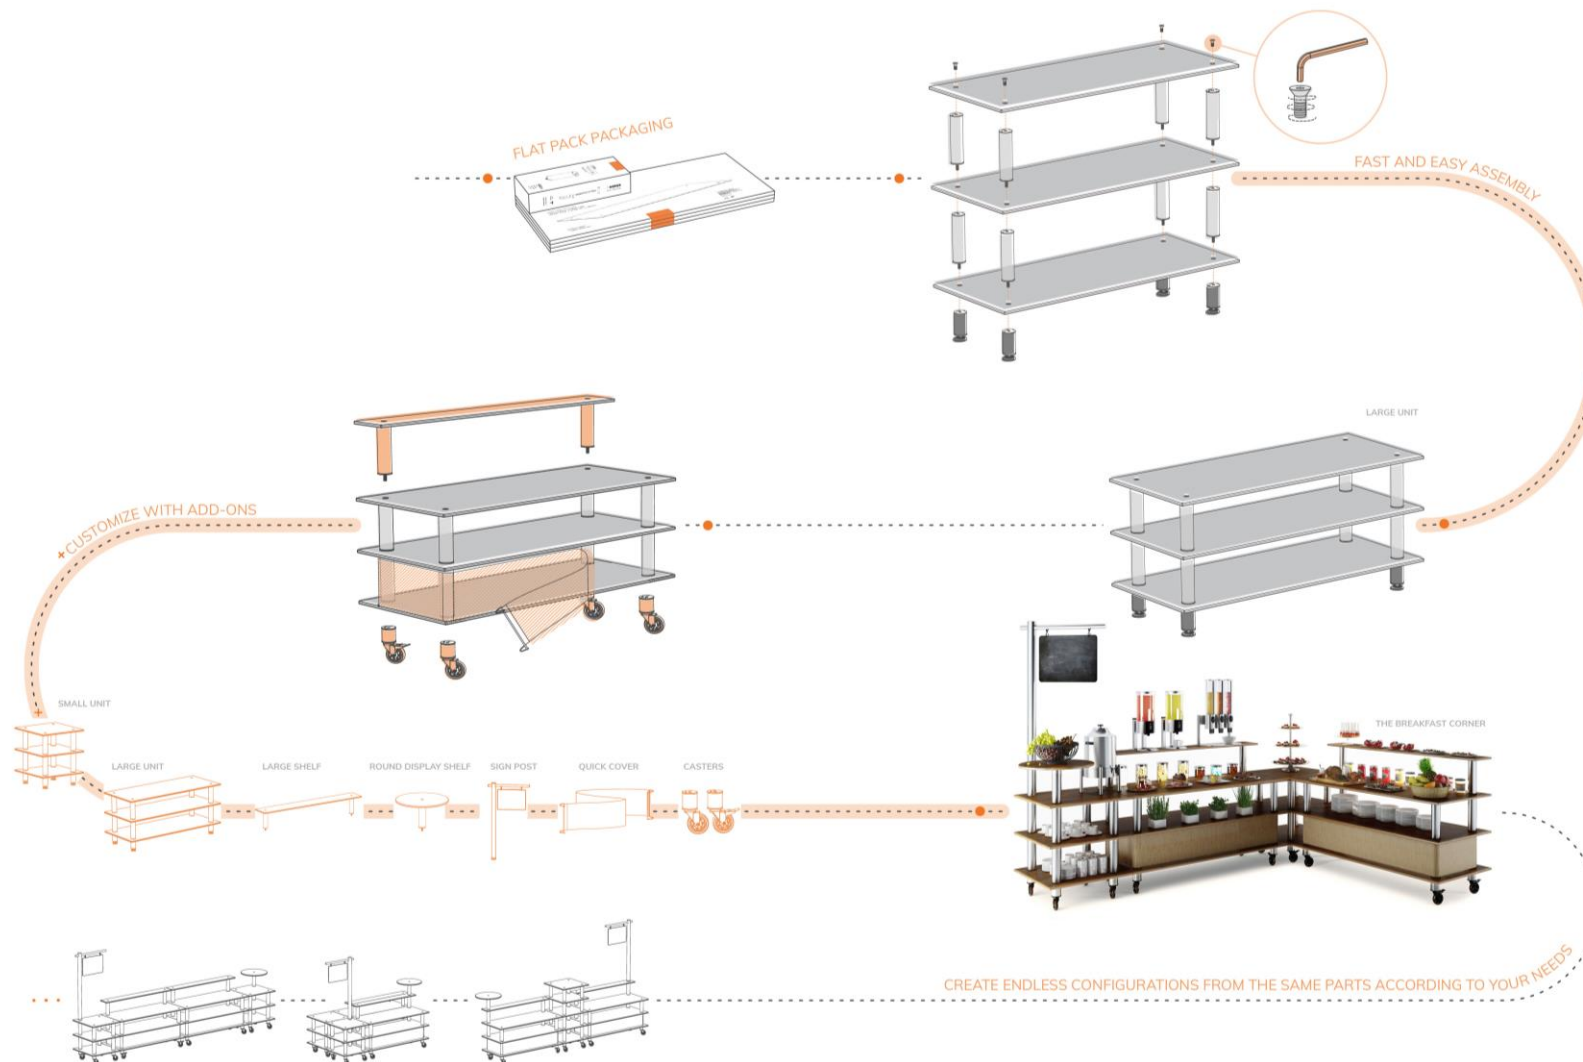 FLAT PACK PACKAGING
FAST AND EASY ASSEMBLY
LARGE UNIT
+CUSTOMIZE WITH ADD-ONS
+
SMALL UNIT
LARGE UNIT
LARGE SHELF
ROUND DISPLAY SHELF
SIGN POST
QUICK COVER
CASTERS
THE BREAKFAST CORNER
CREATE ENDLESS CONFIGURATIONS FROM THE SAME PARTS ACCORDING TO YOUR NEEDS